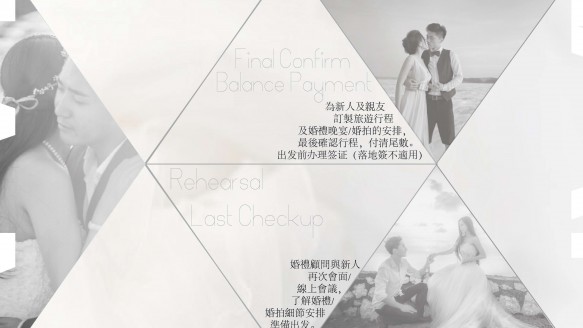 Final Confirm
Balance Payment
為新人及親友
訂製旅遊行程
及婚禮晚宴/婚拍的安排，
最後確認行程，付清尾數。
出发前办理签证（落地簽不適用）
Rehearsal
Last Checkup
婚禮顧問與新人
再次會面/
線上會議，
了解婚禮/
婚拍細節安排
準備出发。